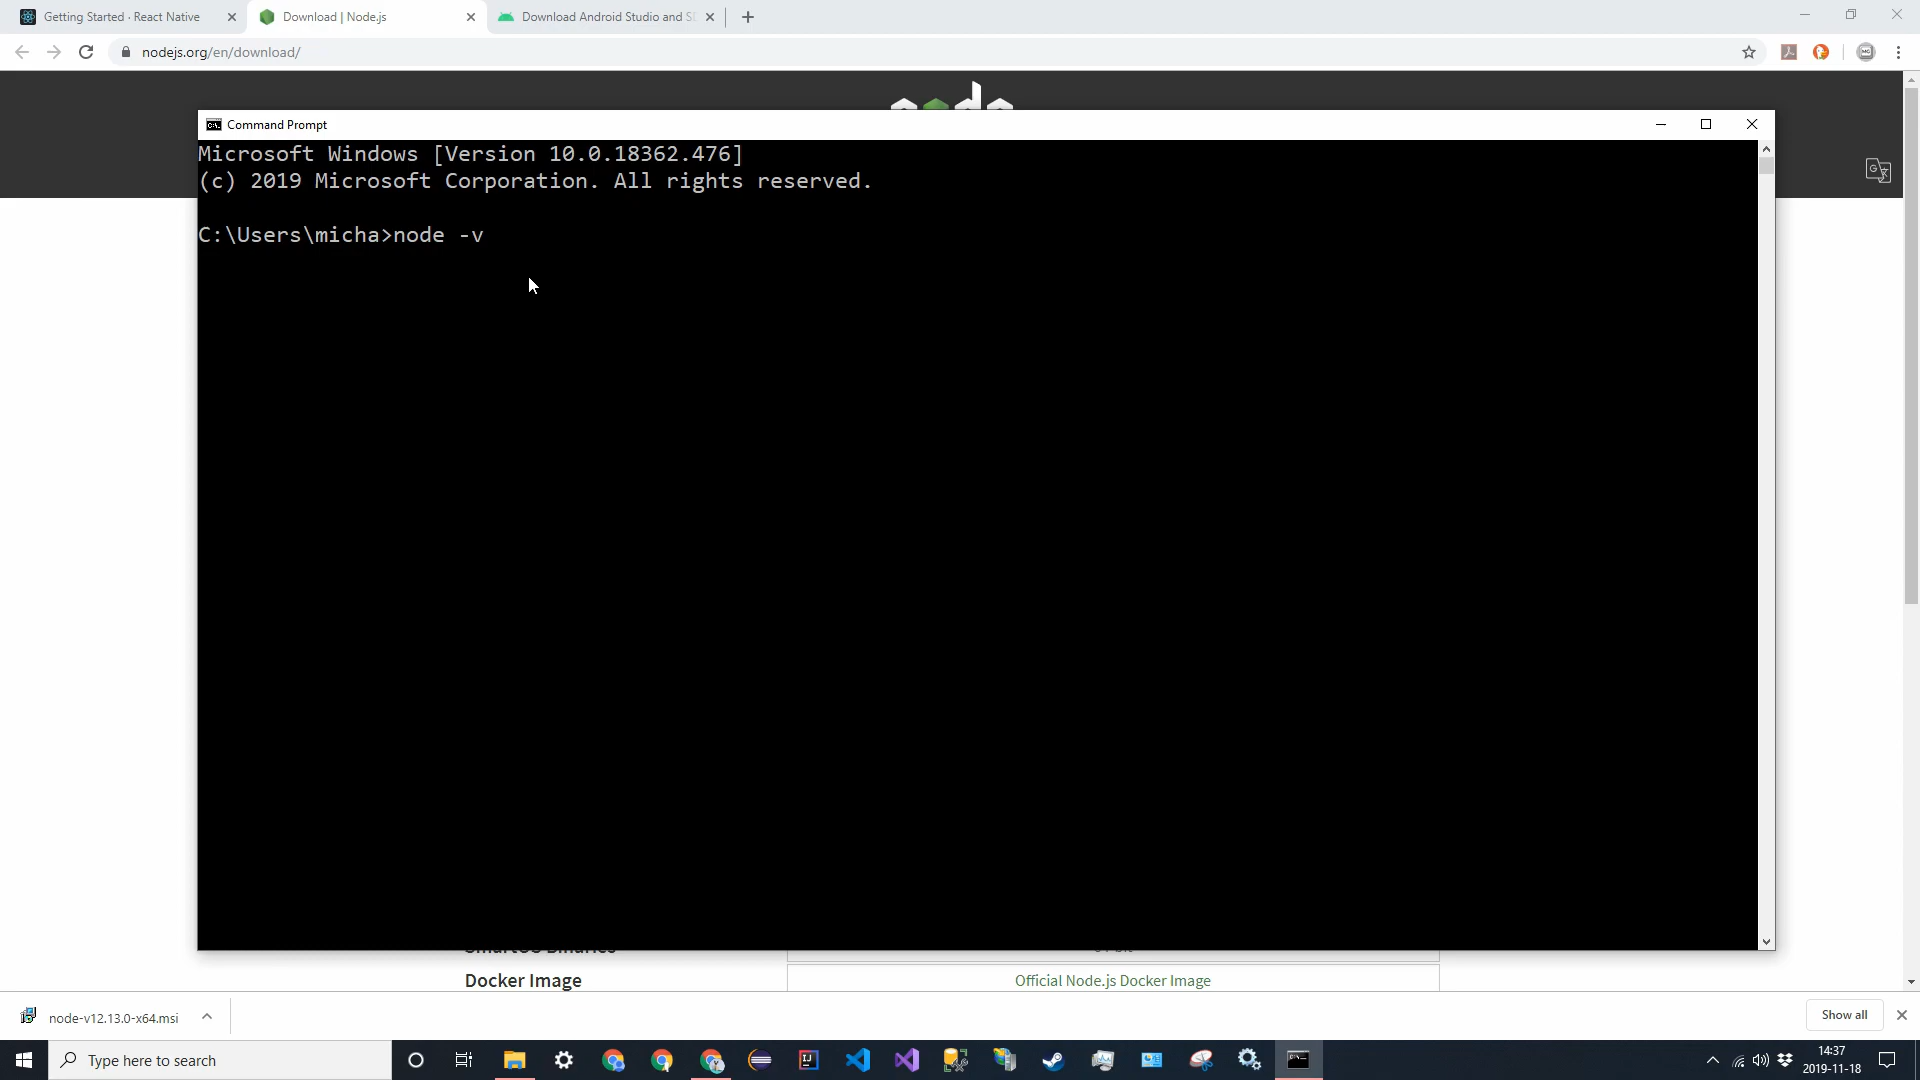 Getting Started · React Native
Download | Node.js
Download Android Studio and S
nodejs.org/en/download/
Command Prompt
Microsoft Windows [Version 10.0.18362.476]
(c) 2019 Microsoft Corporation. All rights reserved.
C:\Users\micha>node -v
Docker Image
Official Node.js Docker Image
node-v12.13.0-x64.msi
Show all
Type here to search
14:37
2019-11-18